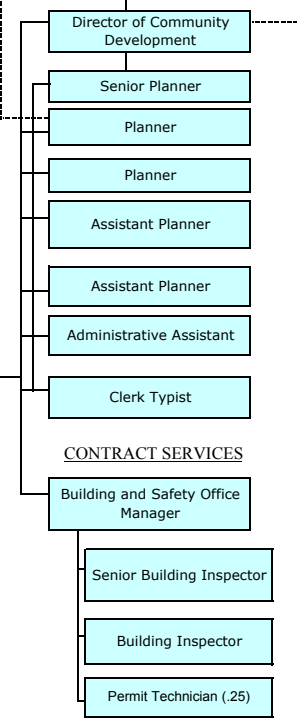 Director of Community
Development
Senior Planner
Planner
Planner
Assistant Planner
Assistant Planner
Administrative Assistant
Clerk Typist
CONTRACT SERVICES
Building and Safety Office
Manager
Senior Building Inspector
Building Inspector
Permit Technician (.25)